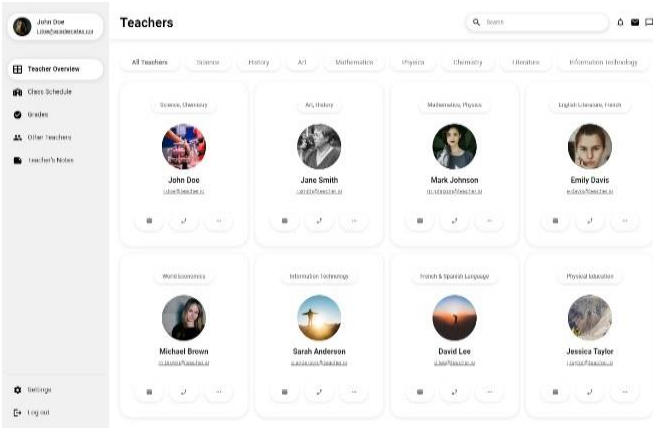 John Doe
Teachers
Search
Teacher Overview
Class Schedule
Grades
Other Teachers
Teacher's Notes
Settings
Log out
All Teachers
Science
History
Art
Mathematics
Physics
Chemistry
Literature
Information Technology
Science, Chemistry
Art, History
Mathematics, Physics
English Literature, French
John Doe
Jane Smith
Mark Johnson
Emily Davis
World Economics
Information Technology
French & Spanish Language
Physical Education
Michael Brown
Sarah Anderson
David Lee
Jessica Taylor